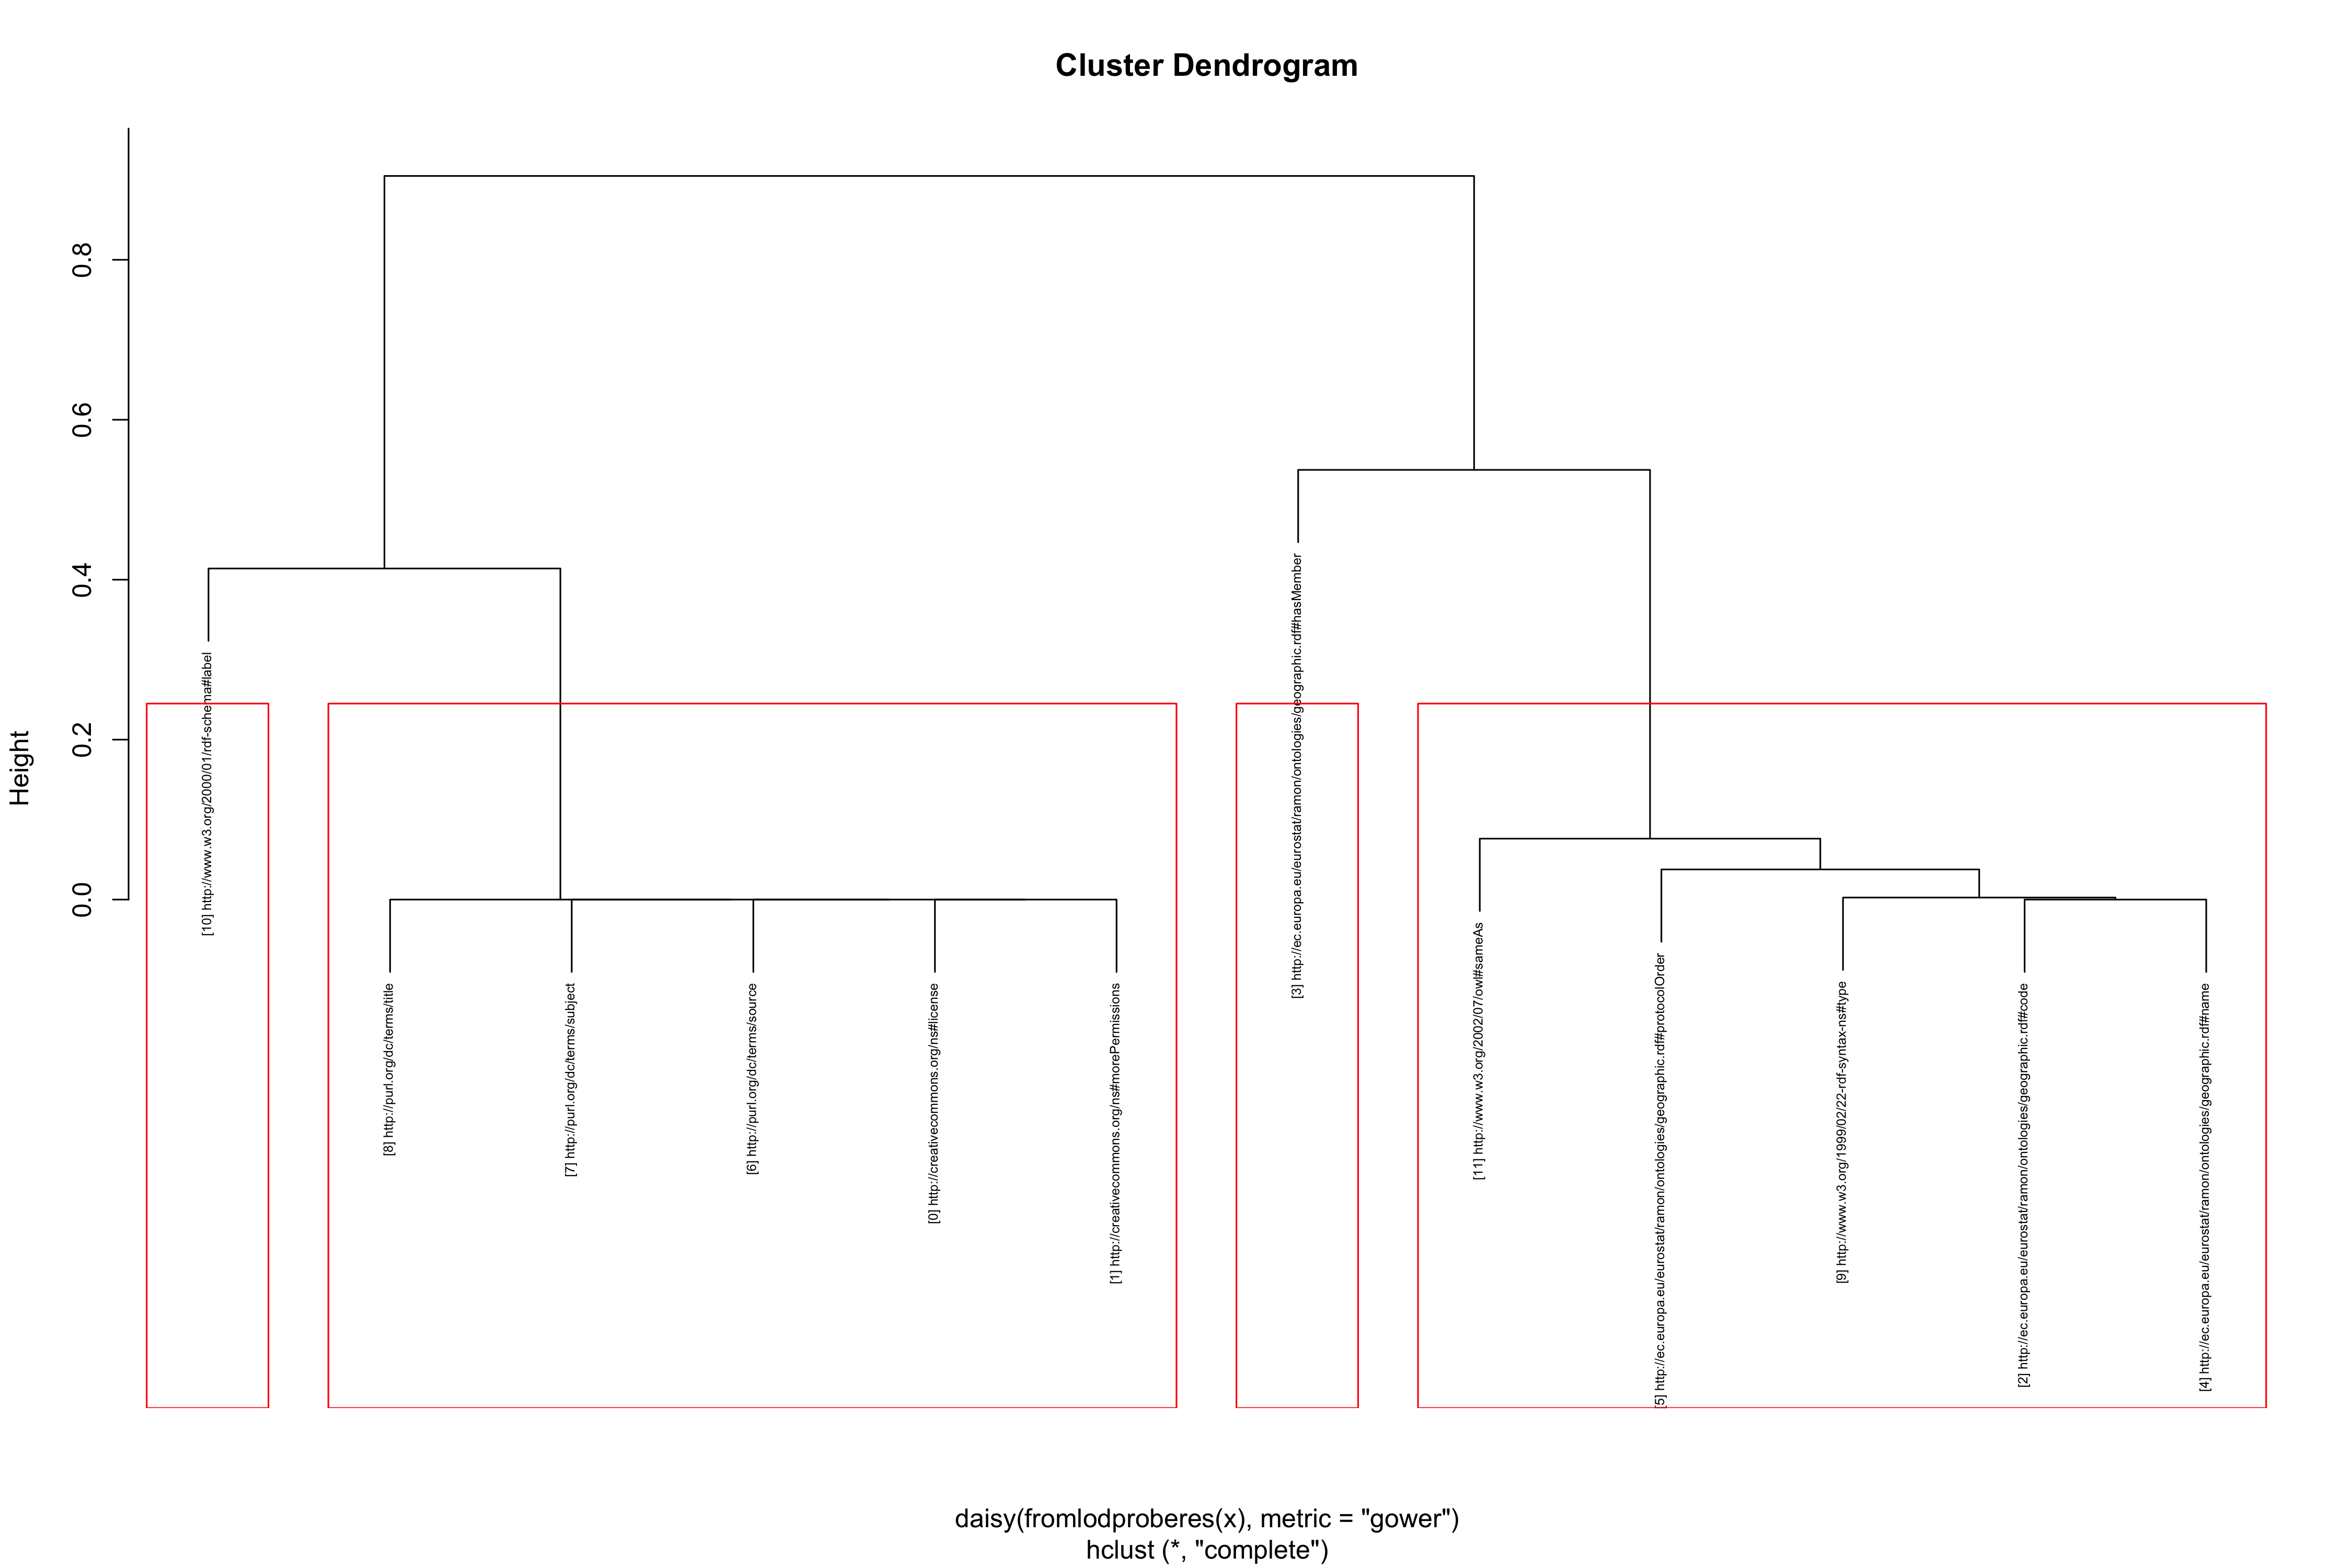 Cluster Dendrogram
Height
0.0
0.2
0.4
0.6
0.8
[10] http://www.w3.org/2000/01/rdf-schema#label
[8] http://purl.org/dc/terms/title
[7] http://purl.org/dc/terms/subject
[6] http://purl.org/dc/terms/source
[0] http://creativecommons.org/ns#license
[1] http://creativecommons.org/ns#morePermissions
[3] http://ec.europa.eu/eurostat/ramon/ontologies/geographic.rdf#hasMember
[11] http://www.w3.org/2002/07/owl#sameAs
[5] http://ec.europa.eu/eurostat/ramon/ontologies/geographic.rdf#protocolOrder
[9] http://www.w3.org/1999/02/22-rdf-syntax-ns#type
[2] http://ec.europa.eu/eurostat/ramon/ontologies/geographic.rdf#code
[4] http://ec.europa.eu/eurostat/ramon/ontologies/geographic.rdf#name
daisy(fromlodproberes(x), metric = "gower")
hclust (*, "complete")